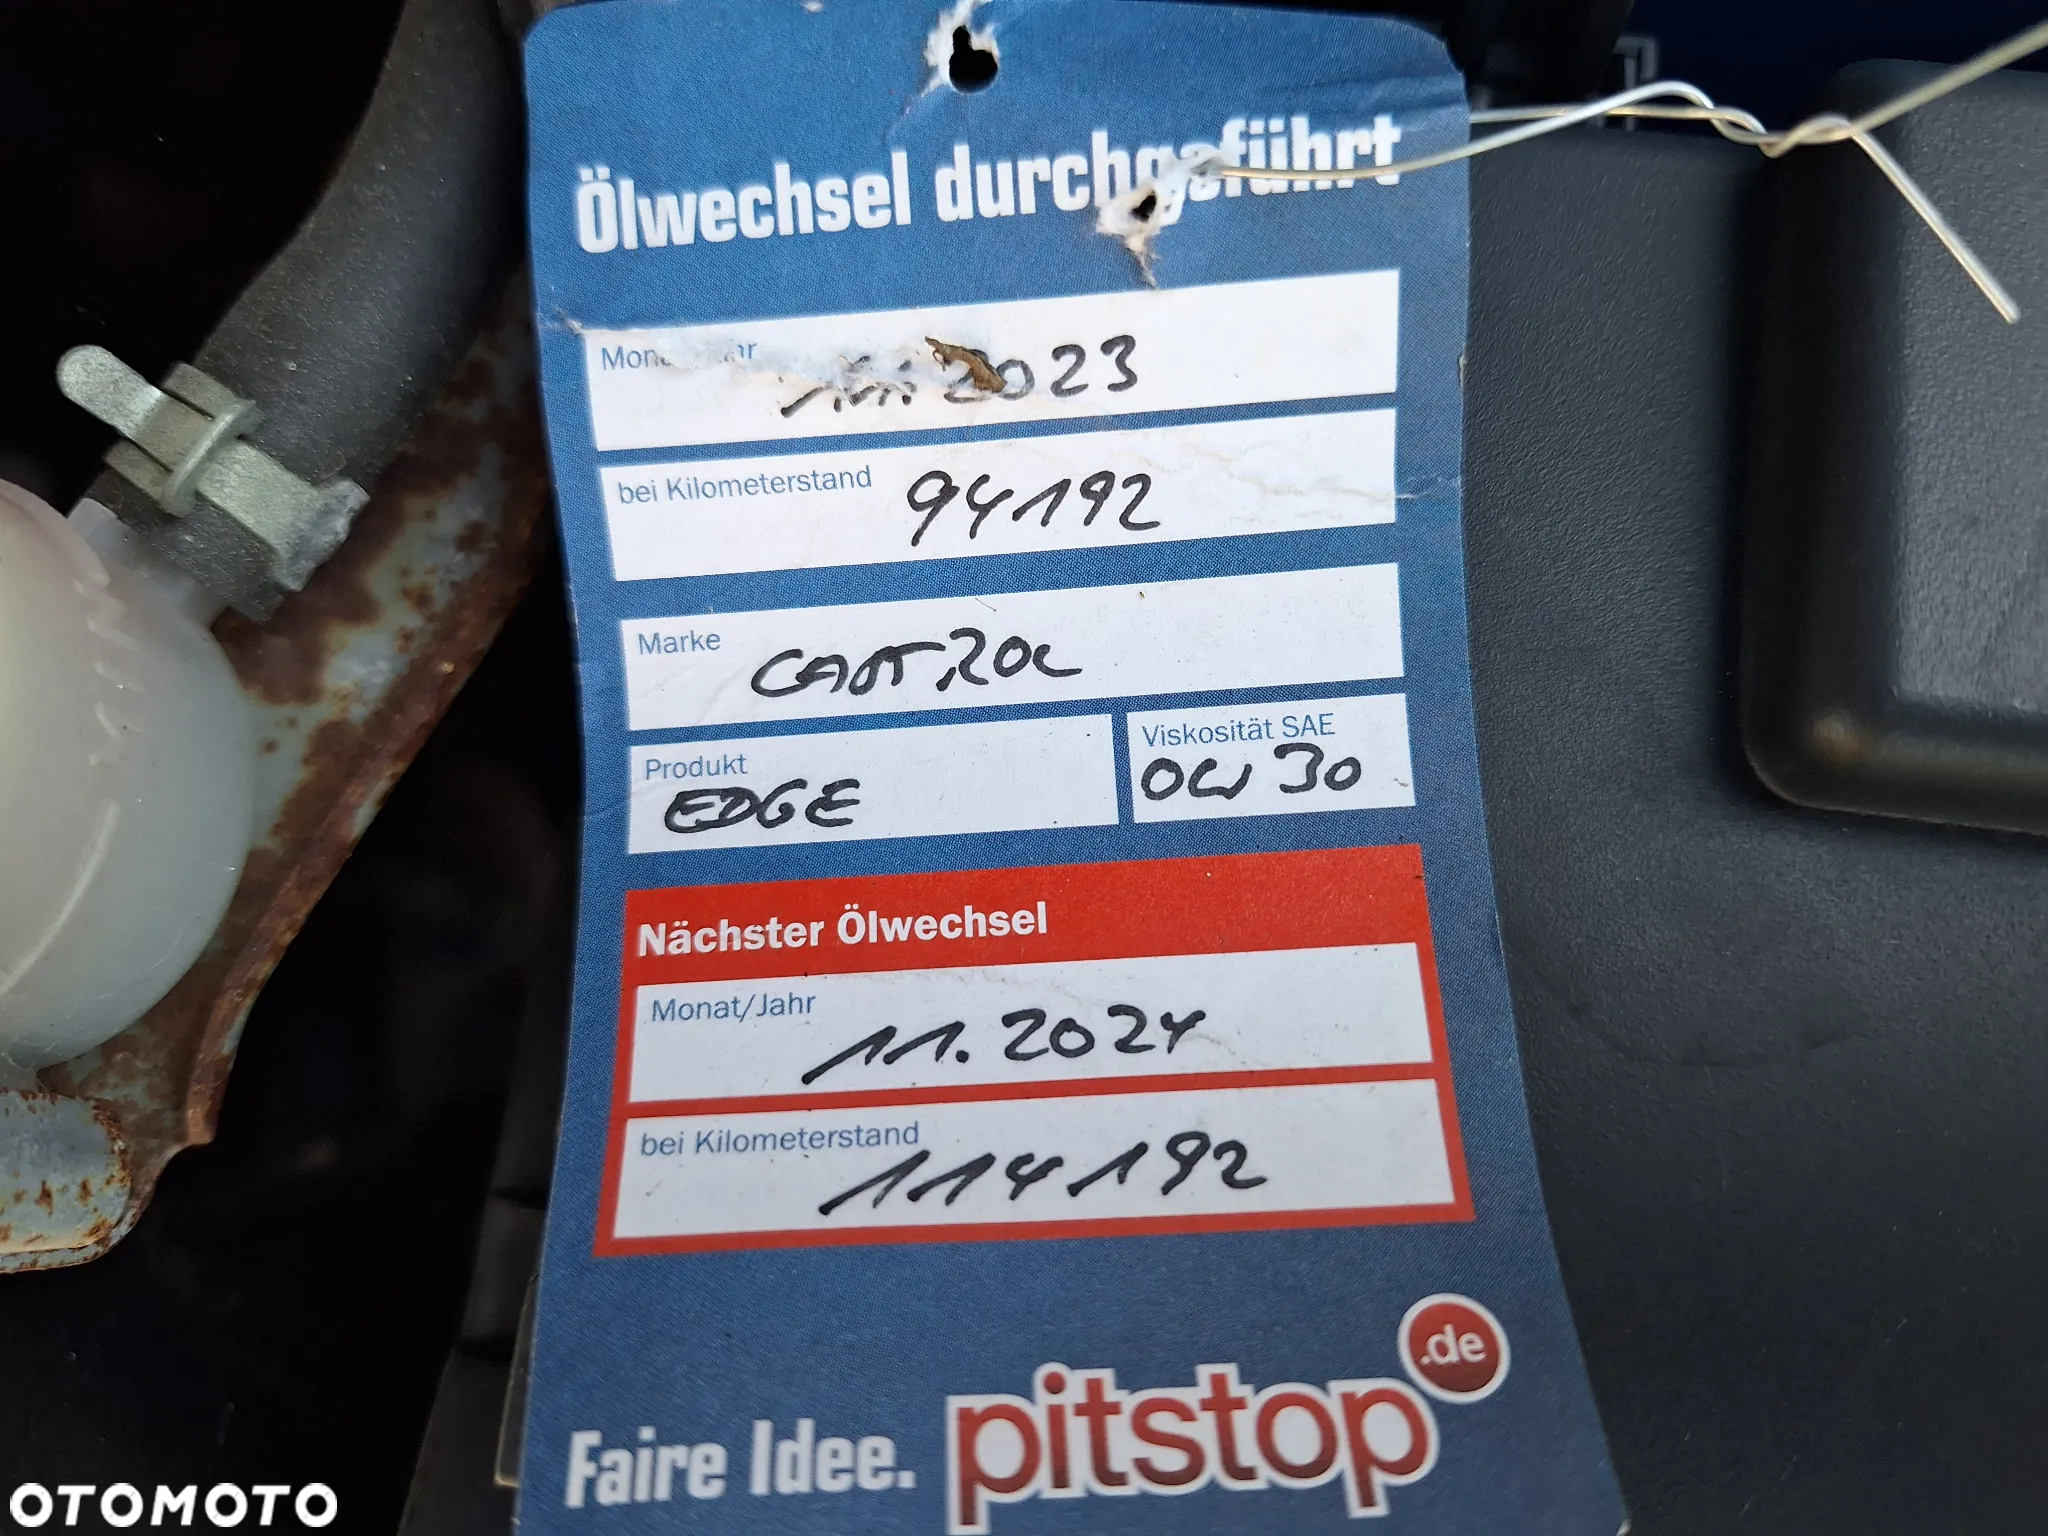 Ölwechsel durchgeführt
2023
bei Kilometerstand 94192
Marke CASTROL
Produkt
EDGE
Viskosität SAE
0W30
Nächster Ölwechsel
Monat/Jahr 11.2024
bei Kilometerstand 114192
Faire Idee. pitstop.de
OTOMOTO